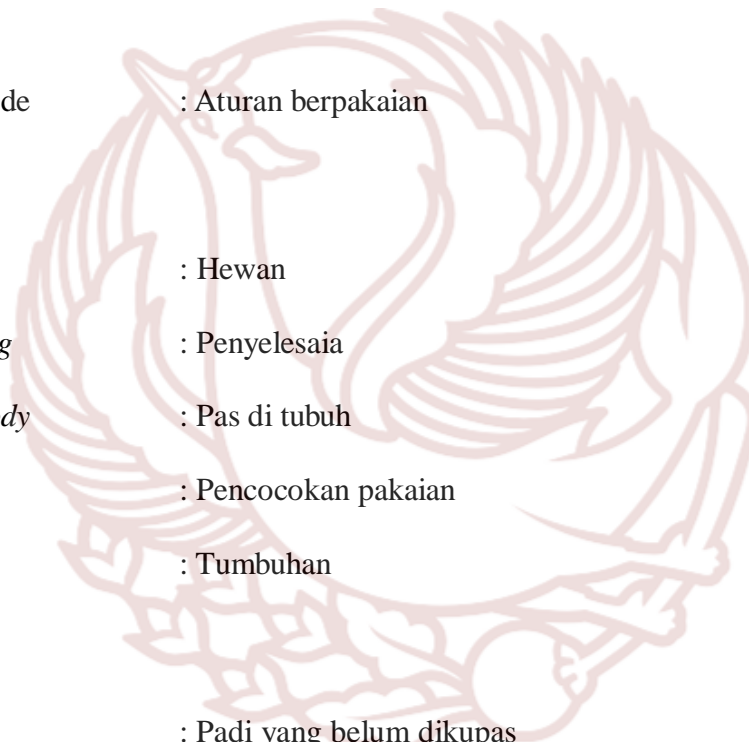 de : Aturan berpakaian
: Hewan
g : Penyelesaia
dy : Pas di tubuh
: Pencocokan pakaian
: Tumbuhan
: Padi yang belum dikupas